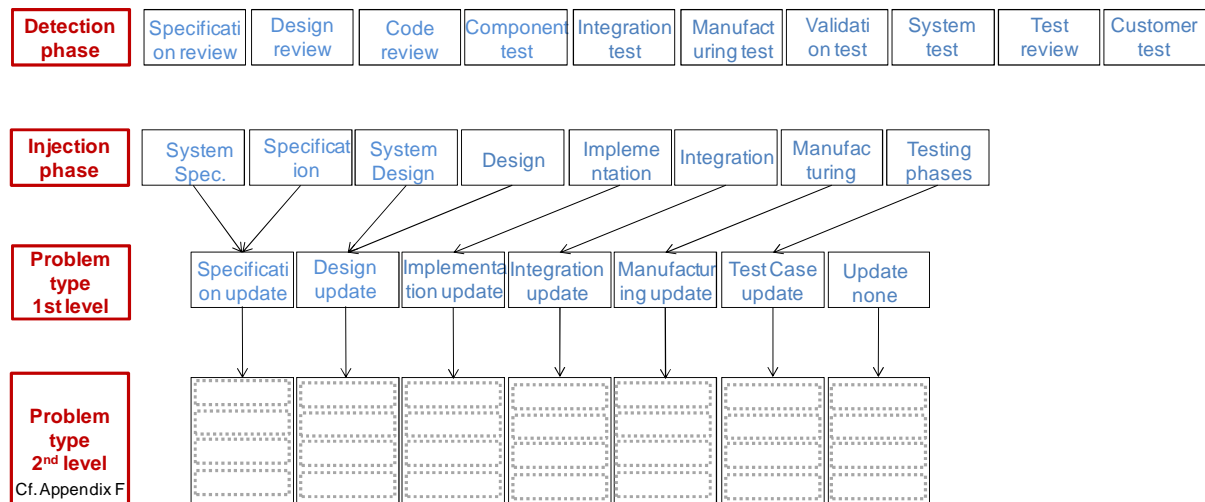 Detection
phase
Specificati
on review
Design
review
Code
review
Component
test
Integration
test
Manufact
uring test
Validati
on test
System
test
Test
review
Customer
test
Injection
phase
System
Spec.
Specificat
ion
System
Design
Design
Impleme
ntation
Integration
Manufac
turing
Testing
phases
Problem
type
1st level
Specificati
on update
Design
update
Implementa
tion update
Integration
update
Manufactur
ing update
Test Case
update
Update
none
Problem
type
2nd level
Cf. Appendix F